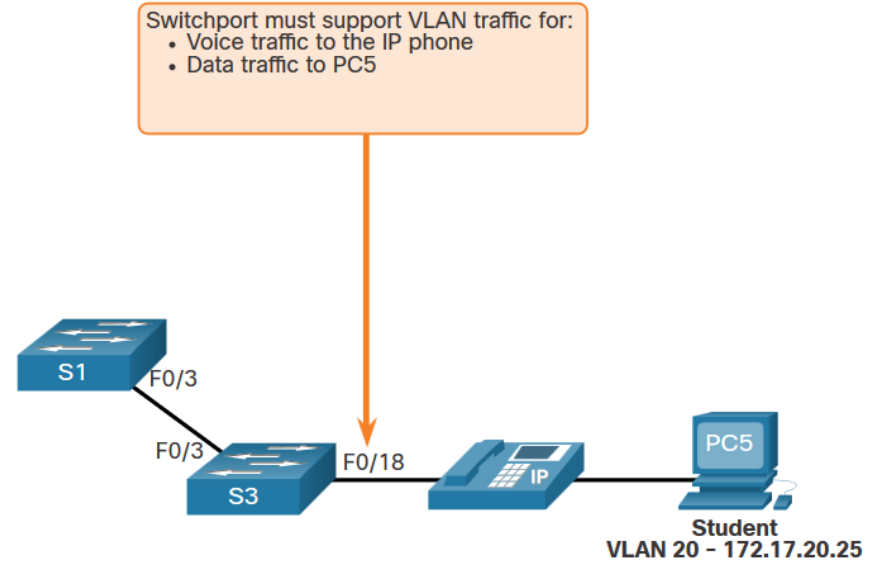 Switchport must support VLAN traffic for:
• Voice traffic to the IP phone
• Data traffic to PC5
S1
F0/3
F0/3
S3
F0/18
IP
PC5
Student
VLAN 20 - 172.17.20.25